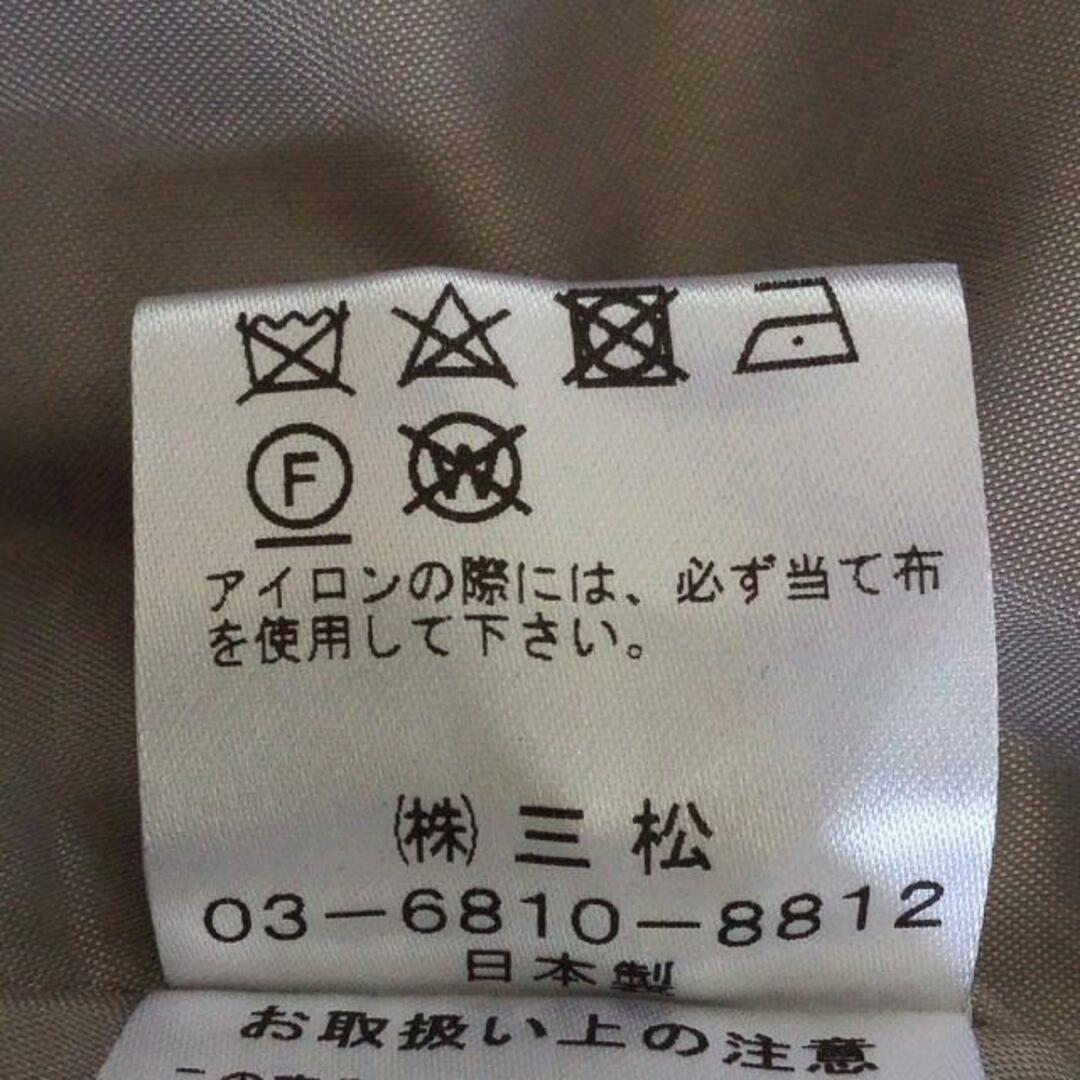 F W
アイロンの際には、必ず当て布
を使用して下さい。
㈱三松
03-6810-8812
日本製
お取扱い上の注意
この